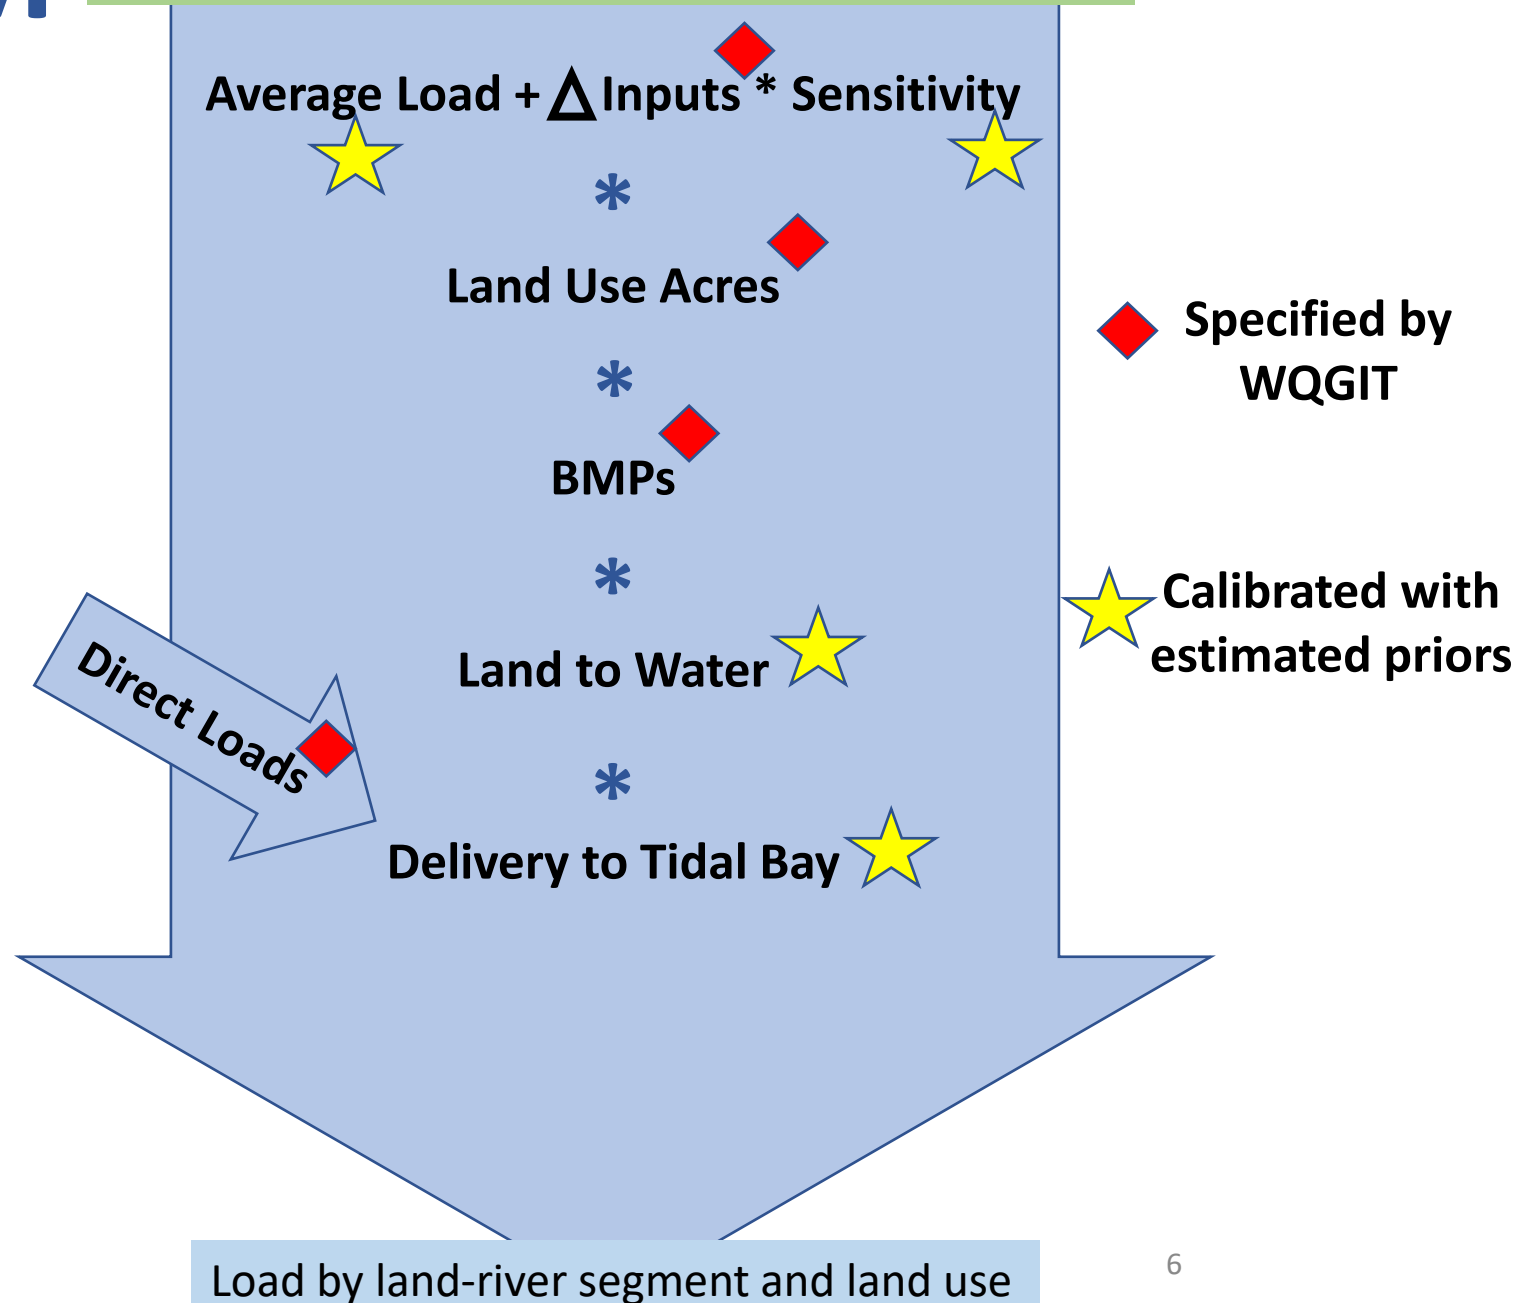 Average Load + Δ Inputs * Sensitivity
*
Land Use Acres
*
BMPs
*
Land to Water
*
Delivery to Tidal Bay
Direct Loads
Specified by
WQGIT
Calibrated with
estimated priors
Load by land-river segment and land use
6